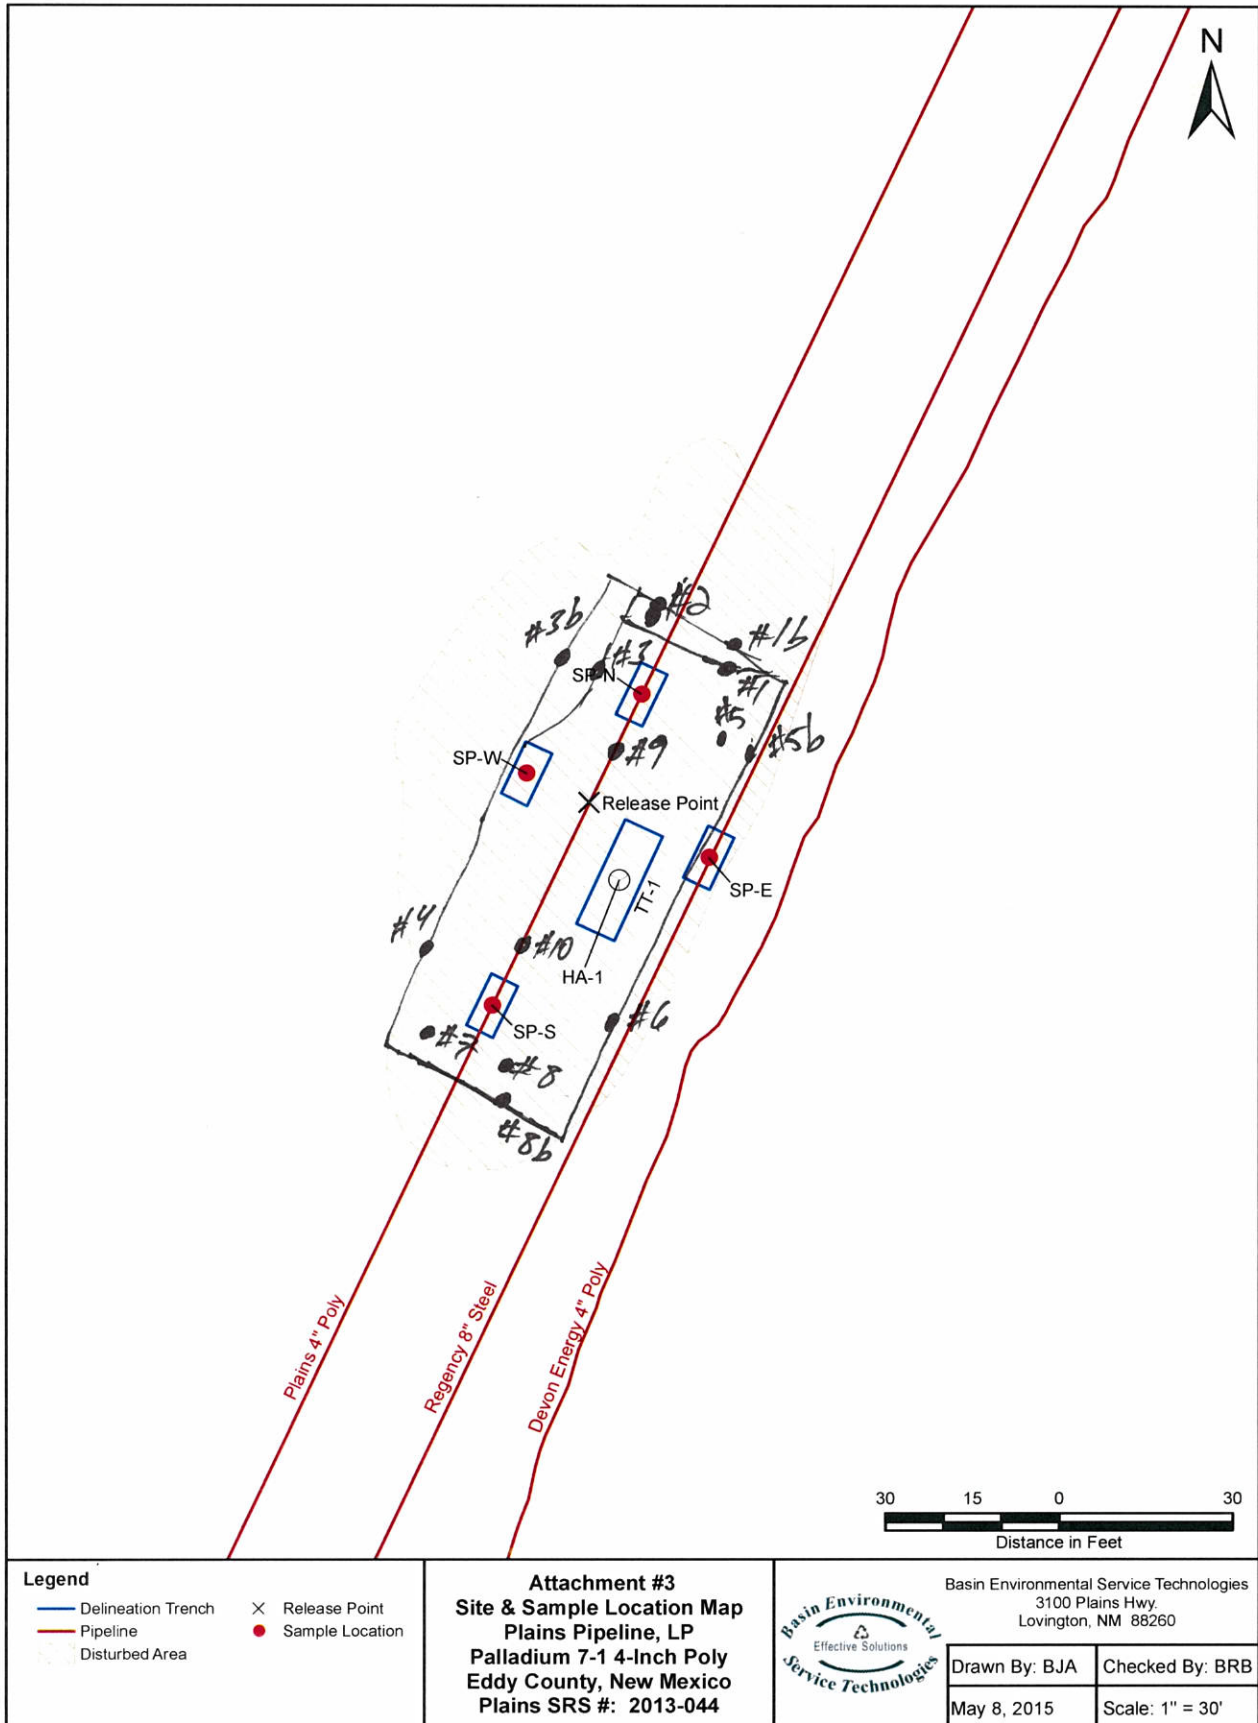 N
#2
#3b
#1b
#3
SP-N
#1
#5
#5b
#9
SP-W
Release Point
SP-E
TT-1
#4
#10
HA-1
#6
SP-S
#7
#8
#8b
Plains 4" Poly
Regency 8" Steel
Devon Energy 4" Poly
30 15 0 30
Distance in Feet
Legend
Delineation Trench
Pipeline
Disturbed Area
Release Point
Sample Location
Attachment #3
Site & Sample Location Map
Plains Pipeline, LP
Palladium 7-1 4-Inch Poly
Eddy County, New Mexico
Plains SRS #: 2013-044
Basin Environmental
Effective Solutions
Service Technologies
Basin Environmental Service Technologies
3100 Plains Hwy.
Lovington, NM 88260
Drawn By: BJA
Checked By: BRB
May 8, 2015
Scale: 1" = 30'